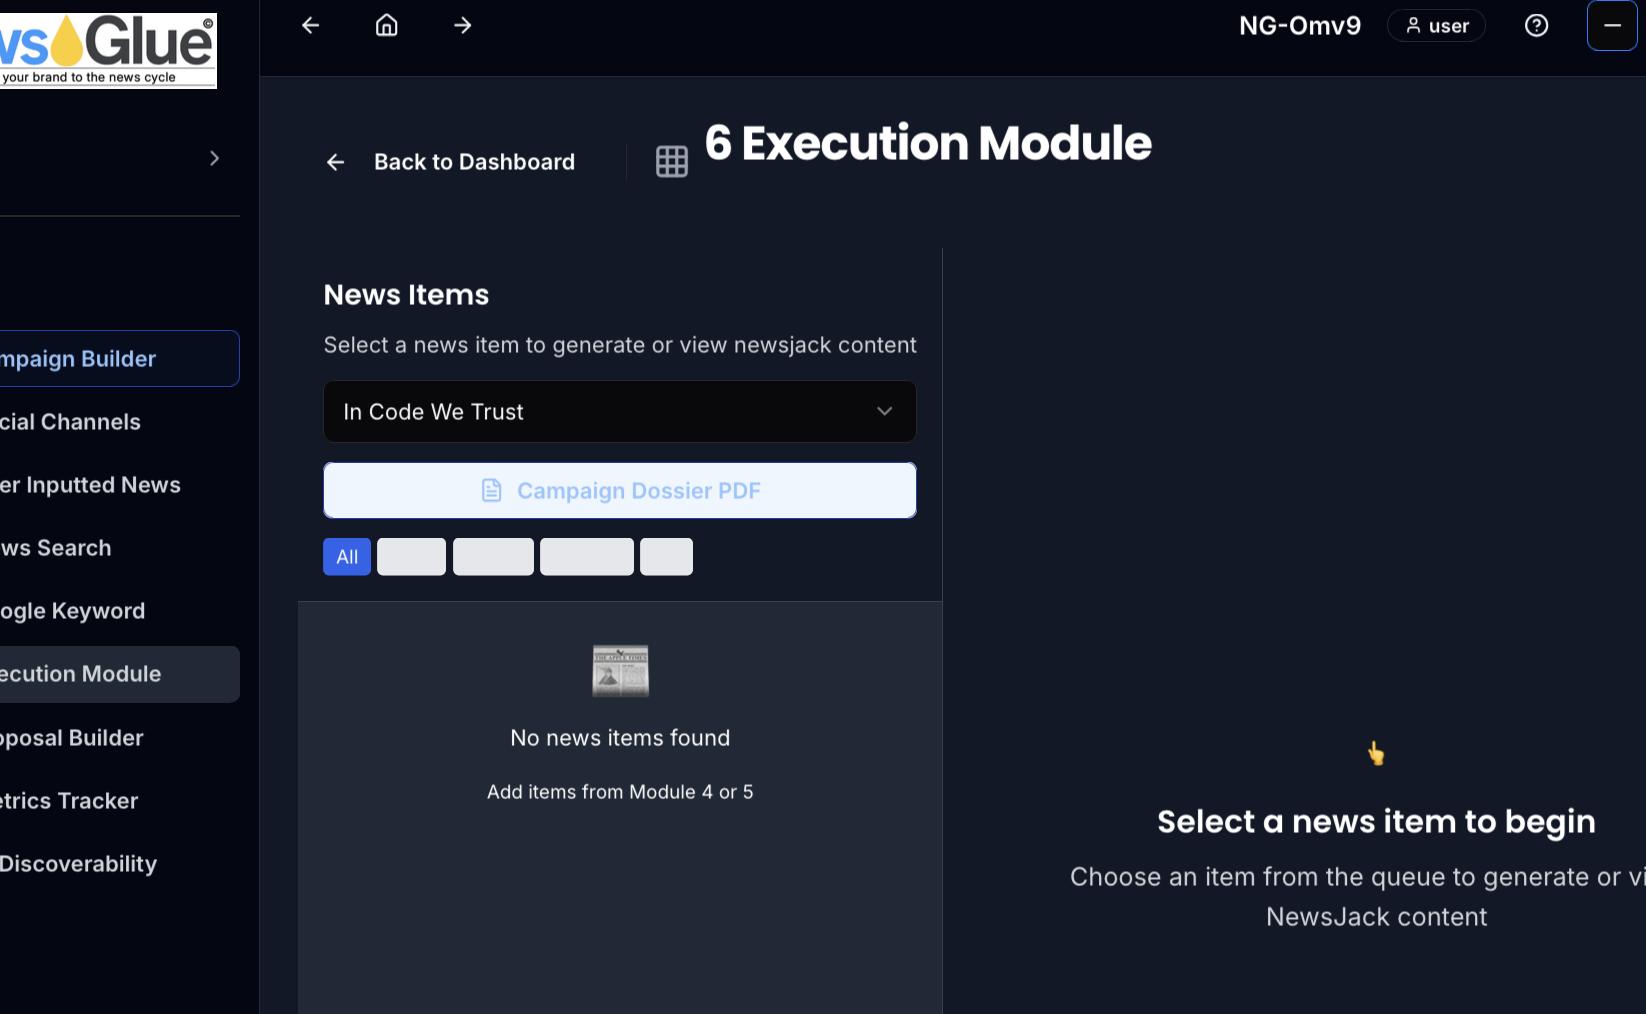 wsGlue©
your brand to the news cycle
NG-Omv9
user
Back to Dashboard
6 Execution Module
News Items
Select a news item to generate or view newsjack content
In Code We Trust
Campaign Dossier PDF
All
No news items found
Add items from Module 4 or 5
mpaign Builder
cial Channels
er Inputted News
ws Search
ogle Keyword
ecution Module
oposal Builder
etrics Tracker
Discoverability
Select a news item to begin
Choose an item from the queue to generate or vi
NewsJack content